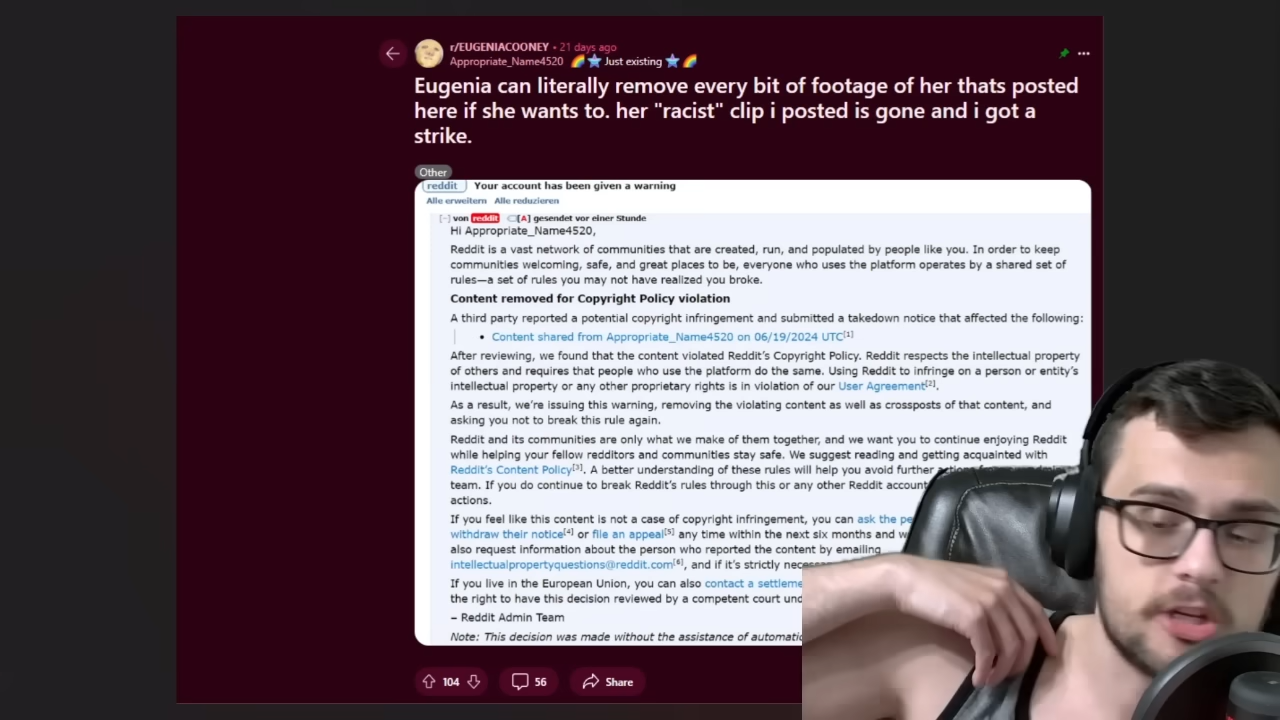 r/EUGENIACOONEY • 21 days ago
Appropriate_Name4520 Just existing
Eugenia can literally remove every bit of footage of her thats posted
here if she wants to. her "racist" clip i posted is gone and i got a
strike.
Other
reddit Your account has been given a warning
Alle erweitern Alle reduzieren
[-] von reddit [A] gesendet vor einer Stunde
Hi Appropriate_Name4520,
Reddit is a vast network of communities that are created, run, and populated by people like you. In order to keep
communities welcoming, safe, and great places to be, everyone who uses the platform operates by a shared set of
rules—a set of rules you may not have realized you broke.
Content removed for Copyright Policy violation
A third party reported a potential copyright infringement and submitted a takedown notice that affected the following:
• Content shared from Appropriate_Name4520 on 06/19/2024 UTC[1]
After reviewing, we found that the content violated Reddit's Copyright Policy. Reddit respects the intellectual property
of others and requires that people who use the platform do the same. Using Reddit to infringe on a person or entity's
intellectual property or any other proprietary rights is in violation of our User Agreement[2].
As a result, we're issuing this warning, removing the violating content as well as crossposts of that content, and
asking you not to break this rule again.
Reddit and its communities are only what we make of them together, and we want you to continue enjoying Reddit
while helping your fellow redditors and communities stay safe. We suggest reading and getting acquainted with
Reddit's Content Policy[3]. A better understanding of these rules will help you avoid further
team. If you do continue to break Reddit's rules through this or any other Reddit account
actions.
If you feel like this content is not a case of copyright infringement, you can ask the
withdraw their notice[4] or file an appeal[5] any time within the next six months and
also request information about the person who reported the content by emailing
intellectualpropertyquestions@reddit.com[6], and if it's strictly
If you live in the European Union, you can also contact a
the right to have this decision reviewed by a competent court
– Reddit Admin Team
Note: This decision was made without the assistance of
104 56 Share